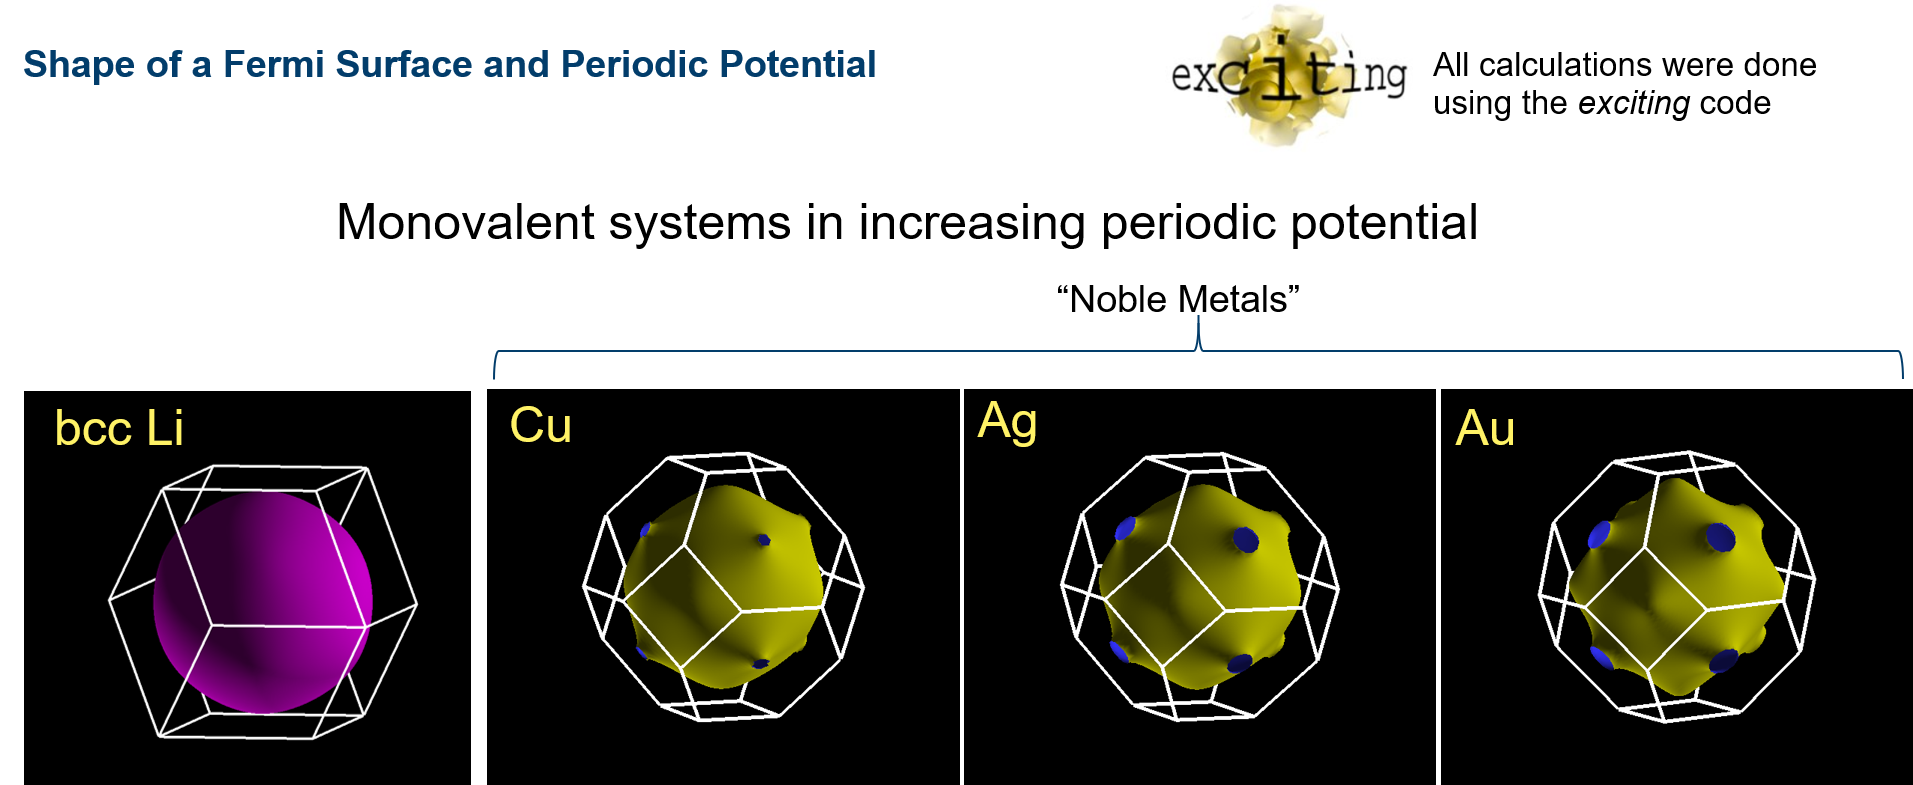 Shape of a Fermi Surface and Periodic Potential
exciting
All calculations were done
using the exciting code
Monovalent systems in increasing periodic potential
“Noble Metals”
bcc Li
Cu
Ag
Au